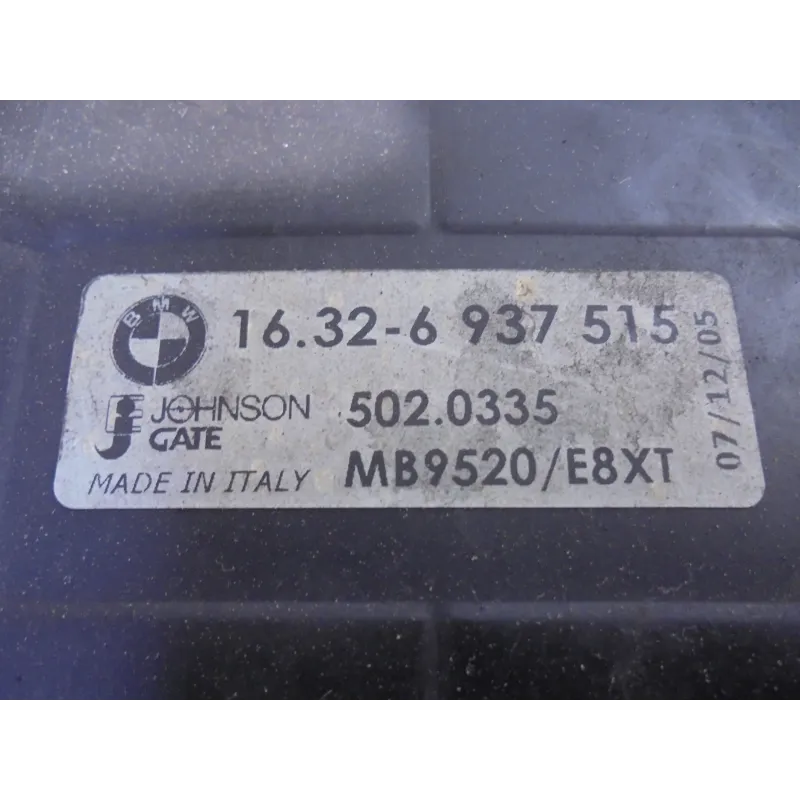 BMW
16.32-6 937 515
JOHNSON
GATE
502.0335
MADE IN ITALY
MB9520/E8XT
07/12/05